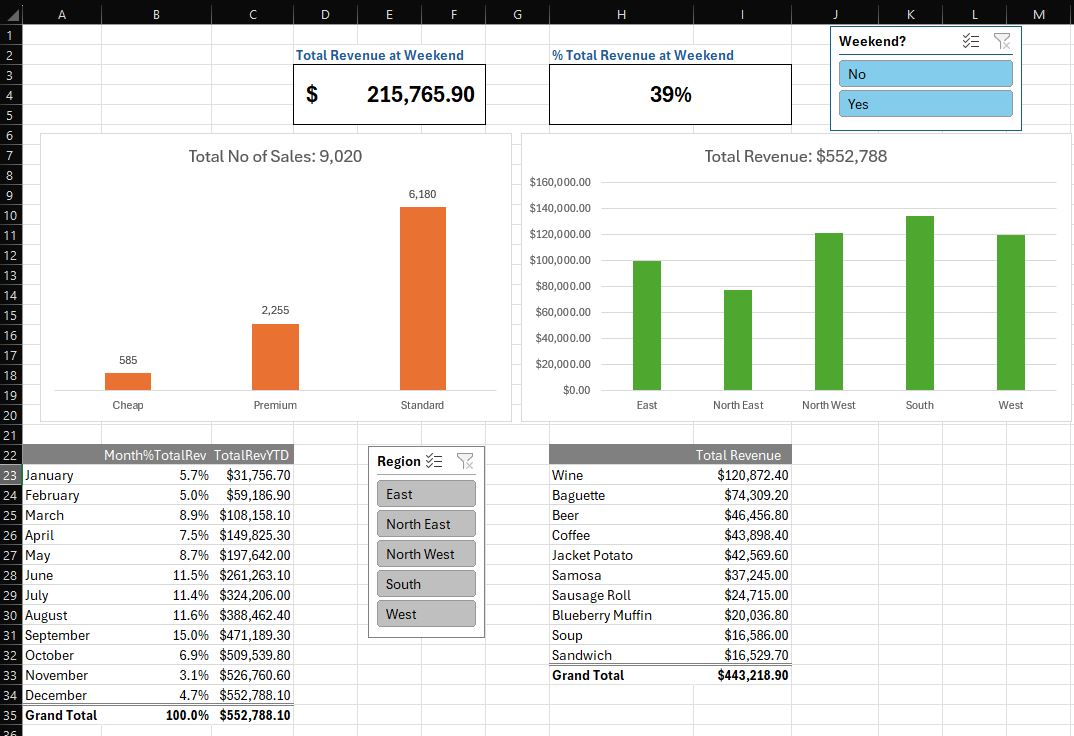 A B C D E F G H I J K L M
1
2 Total Revenue at Weekend % Total Revenue at Weekend Weekend?
3 No
4 $ 215,765.90 39%
5 Yes
6
7 Total No of Sales: 9,020 Total Revenue: $552,788
8 $160,000.00
9 6,180 $140,000.00
10
11 $120,000.00
12 $100,000.00
13
14 $80,000.00
15 2,255 $60,000.00
16
17 $40,000.00
18 585 $20,000.00
19 $0.00
20 Cheap Premium Standard East North East North West South West
21
22 Month%TotalRev TotalRevYTD Region Total Revenue
23 January 5.7% $31,756.70 Wine $120,872.40
24 February 5.0% $59,186.90 East Baguette $74,309.20
25 March 8.9% $108,158.10 North East Beer $46,456.80
26 April 7.5% $149,825.30 Coffee $43,898.40
27 May 8.7% $197,642.00 North West Jacket Potato $42,569.60
28 June 11.5% $261,263.10 South Samosa $37,245.00
29 July 11.4% $324,206.00 Sausage Roll $24,715.00
30 August 11.6% $388,462.40 West Blueberry Muffin $20,036.80
31 September 15.0% $471,189.30 Soup $16,586.00
32 October 6.9% $509,539.80 Sandwich $16,529.70
33 November 3.1% $526,760.60 Grand Total $443,218.90
34 December 4.7% $552,788.10
35 Grand Total 100.0% $552,788.10